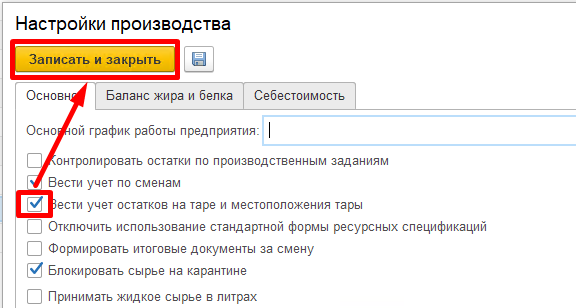 Настройки производства
Записать и закрыть
Основное Баланс жира и белка Себестоимость
Основной график работы предприятия:
Контролировать остатки по производственным заданиям
Вести учет по сменам
Вести учет остатков на таре и местоположения тары
Отключить использование стандартной формы ресурсных спецификаций
Формировать итоговые документы за смену
Блокировать сырье на карантине
Принимать жидкое сырье в литрах